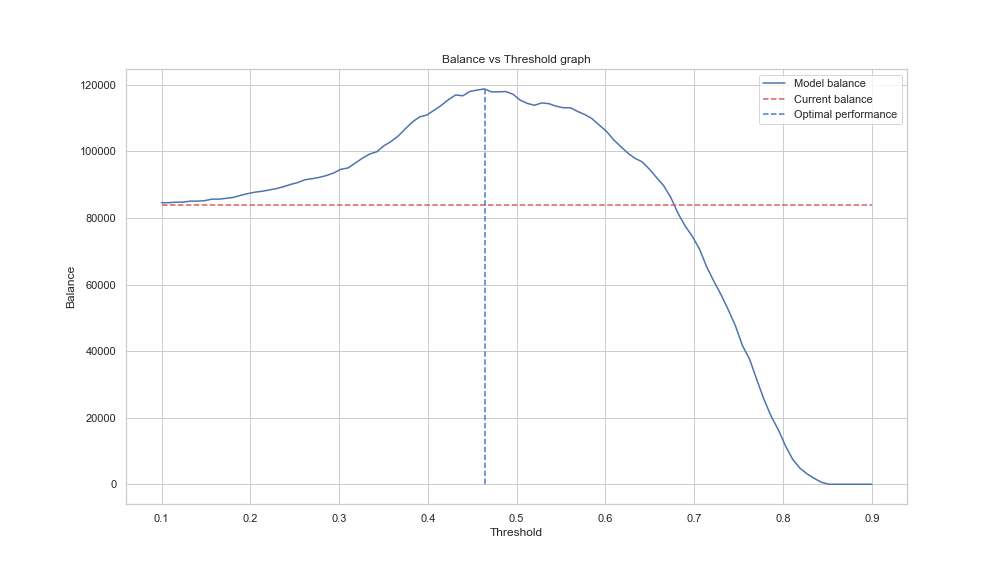 Balance vs Threshold graph
Model balance
Current balance
Optimal performance
120000
100000
80000
60000
40000
20000
0
Balance
0.1 0.2 0.3 0.4 0.5 0.6 0.7 0.8 0.9
Threshold